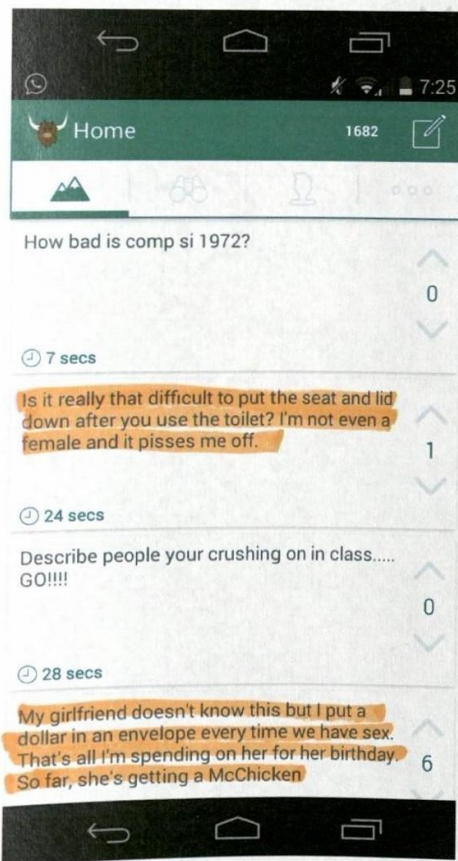 7:25
Home
1682
How bad is comp si 1972?
0
7 secs
Is it really that difficult to put the seat and lid
down after you use the toilet? I'm not even a
female and it pisses me off.
1
24 secs
Describe people your crushing on in class.....
GO!!!!
0
28 secs
My girlfriend doesn't know this but I put a
dollar in an envelope every time we have sex.
That's all I'm spending on her for her birthday.
So far, she's getting a McChicken
6